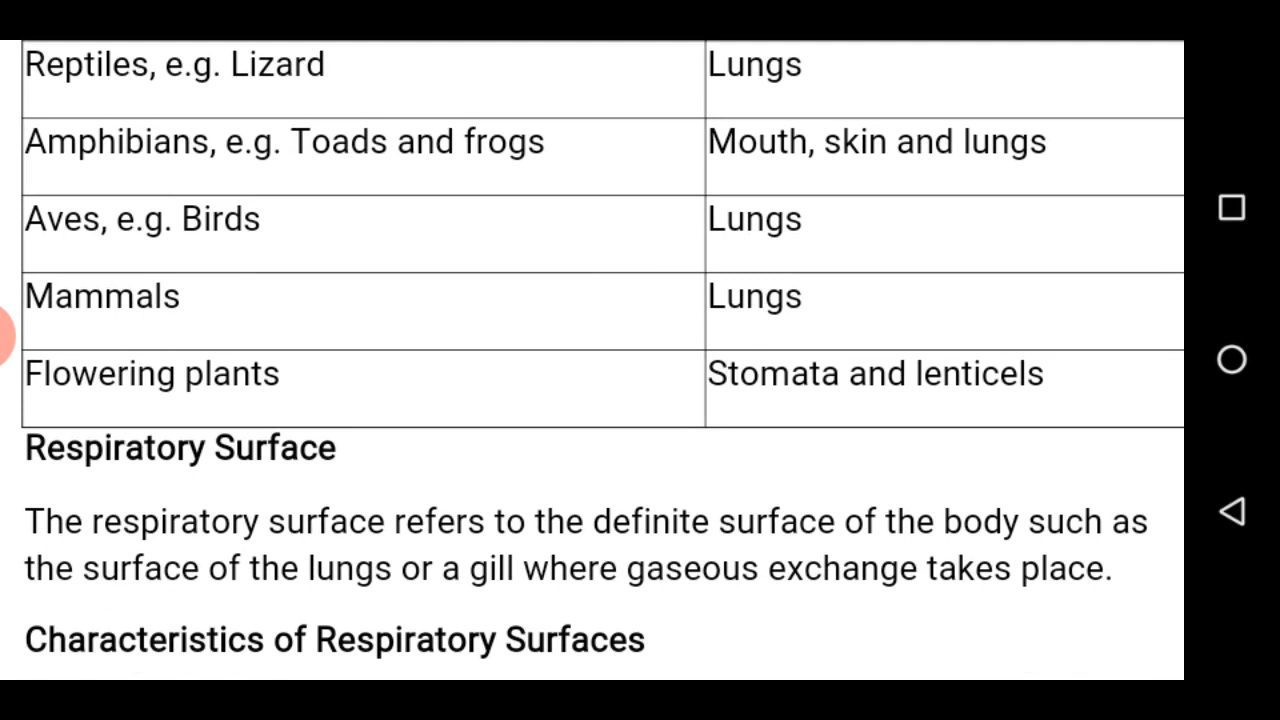 Reptiles, e.g. Lizard Lungs
Amphibians, e.g. Toads and frogs Mouth, skin and lungs
Aves, e.g. Birds Lungs
Mammals Lungs
Flowering plants Stomata and lenticels
Respiratory Surface
The respiratory surface refers to the definite surface of the body such as
the surface of the lungs or a gill where gaseous exchange takes place.
Characteristics of Respiratory Surfaces